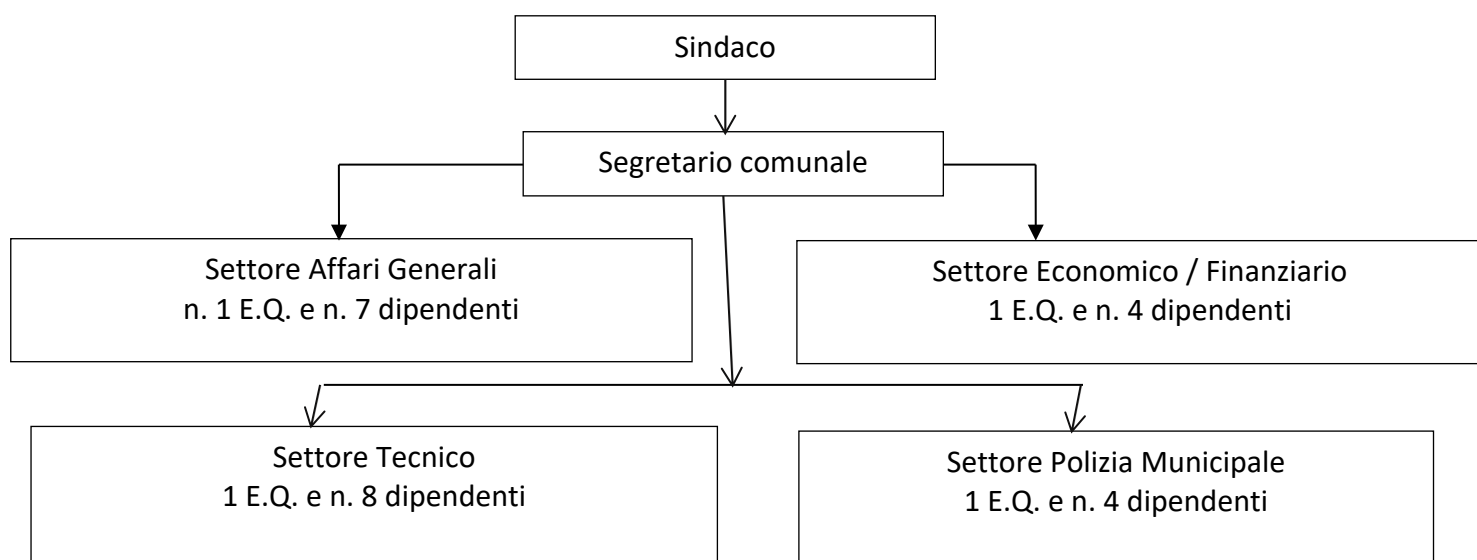 Sindaco
Segretario comunale
Settore Affari Generali
n. 1 E.Q. e n. 7 dipendenti
Settore Economico / Finanziario
1 E.Q. e n. 4 dipendenti
Settore Tecnico
1 E.Q. e n. 8 dipendenti
Settore Polizia Municipale
1 E.Q. e n. 4 dipendenti